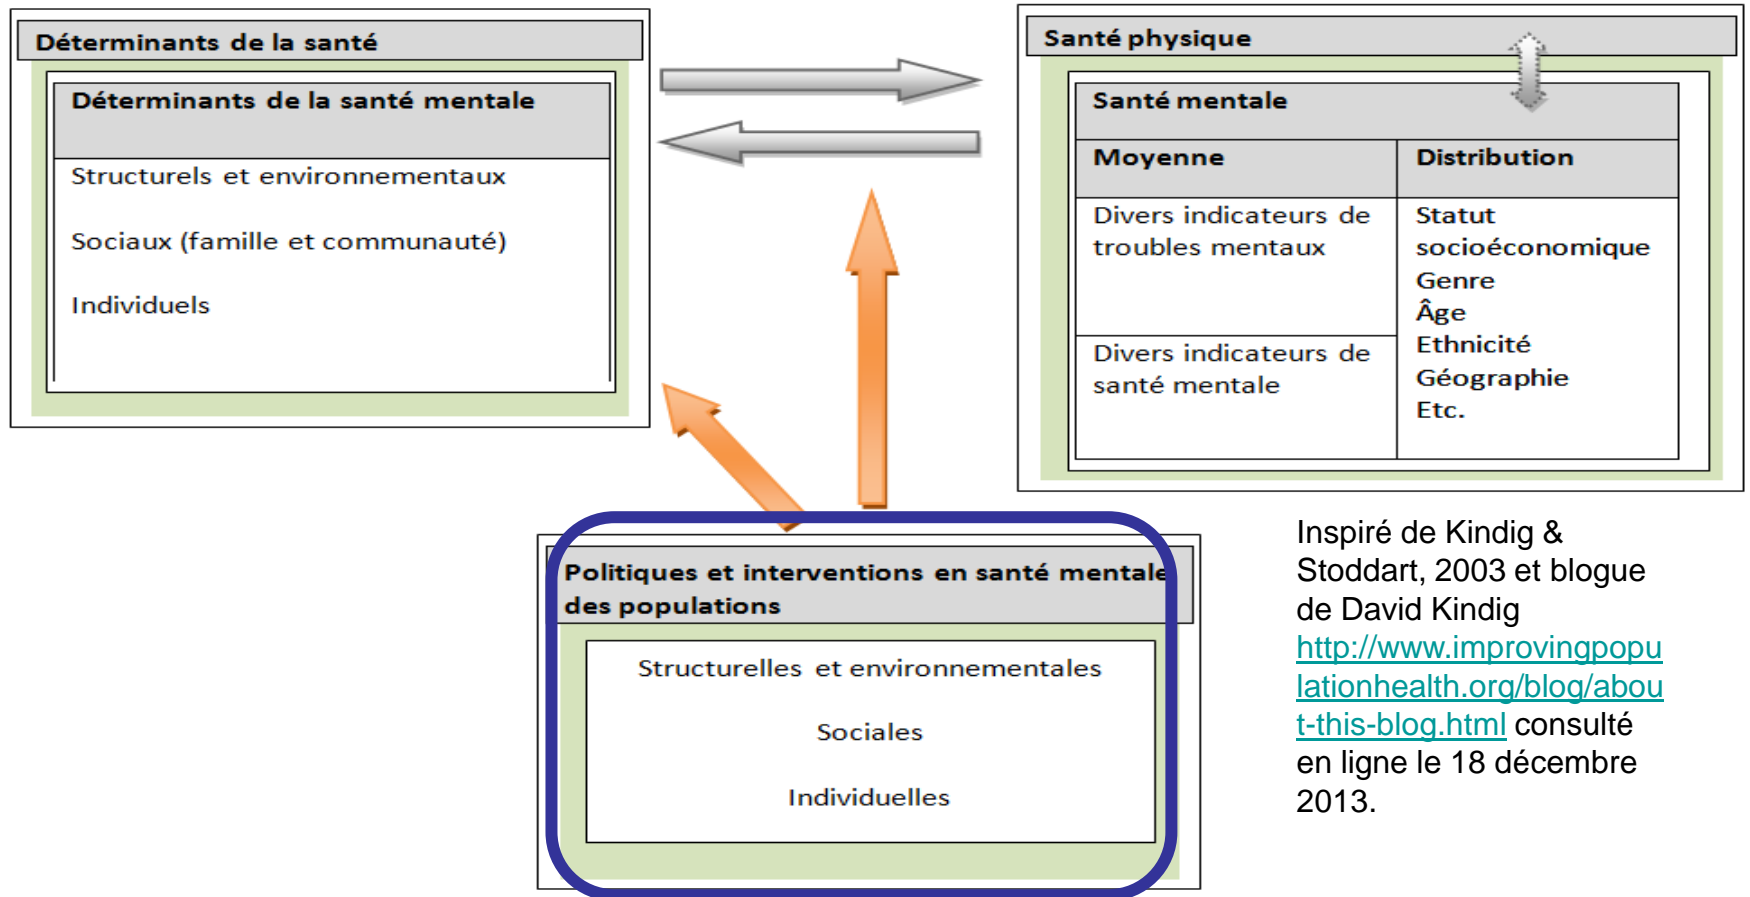 Déterminants de la santé
Déterminants de la santé mentale
Structurels et environnementaux
Sociaux (famille et communauté)
Individuels
Santé physique
Santé mentale
Moyenne
Distribution
Divers indicateurs de
troubles mentaux
Divers indicateurs de
santé mentale
Statut
socioéconomique
Genre
Âge
Ethnicité
Géographie
Etc.
Politiques et interventions en santé mentale
des populations
Structurelles et environnementales
Sociales
Individuelles
Inspiré de Kindig &
Stoddart, 2003 et blogue
de David Kindig
http://www.improvingpopu
lationhealth.org/blog/abou
t-this-blog.html consulté
en ligne le 18 décembre
2013.